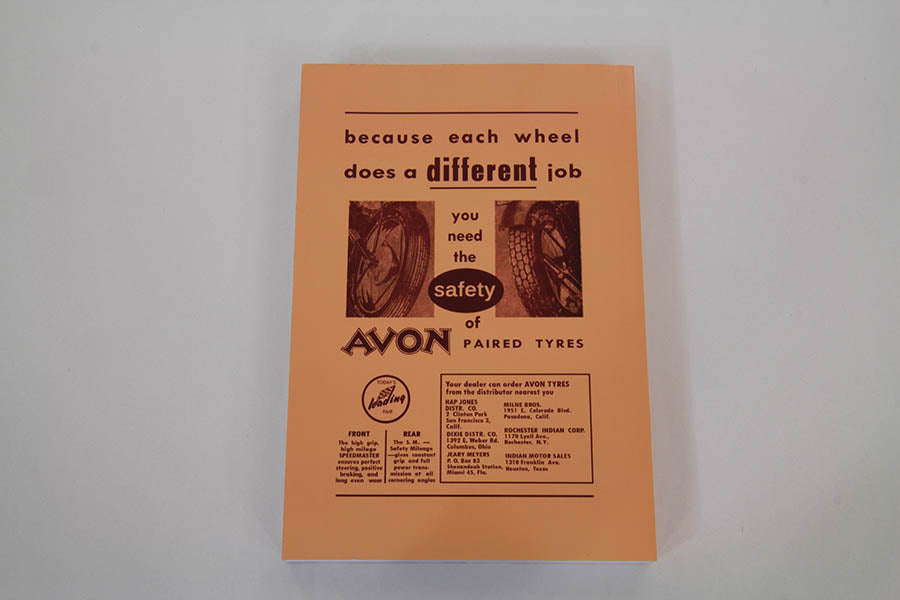 because each wheel
does a different job
you
need
the
safety
of
AVON PAIRED TYRES
TODAY'S
leading
PAIR
FRONT
The high grip,
high mileage
SPEEDMASTER
ensures perfect
steering, positive
braking, and
long even wear
REAR
The S. M. —
Safety Mileage
—gives constant
grip and full
power trans-
mission at all
cornering angles
Your dealer can order AVON TYRES
from the distributor nearest you
HAP JONES
DISTR. CO.
2 Clinton Park
San Francisco 3,
Calif.
DIXIE DISTR. CO.
1392 E. Weber Rd.
Columbus, Ohio
JEARY MEYERS
P. O. Box 83
Shenandoah Station,
Miami 45, Fla.
MILNE BROS.
1951 E. Colorado Blvd.
Pasadena, Calif.
ROCHESTER INDIAN CORP.
1170 Lyell Ave.,
Rochester, N.Y.
INDIAN MOTOR SALES
1310 Franklin Ave.
Houston, Texas